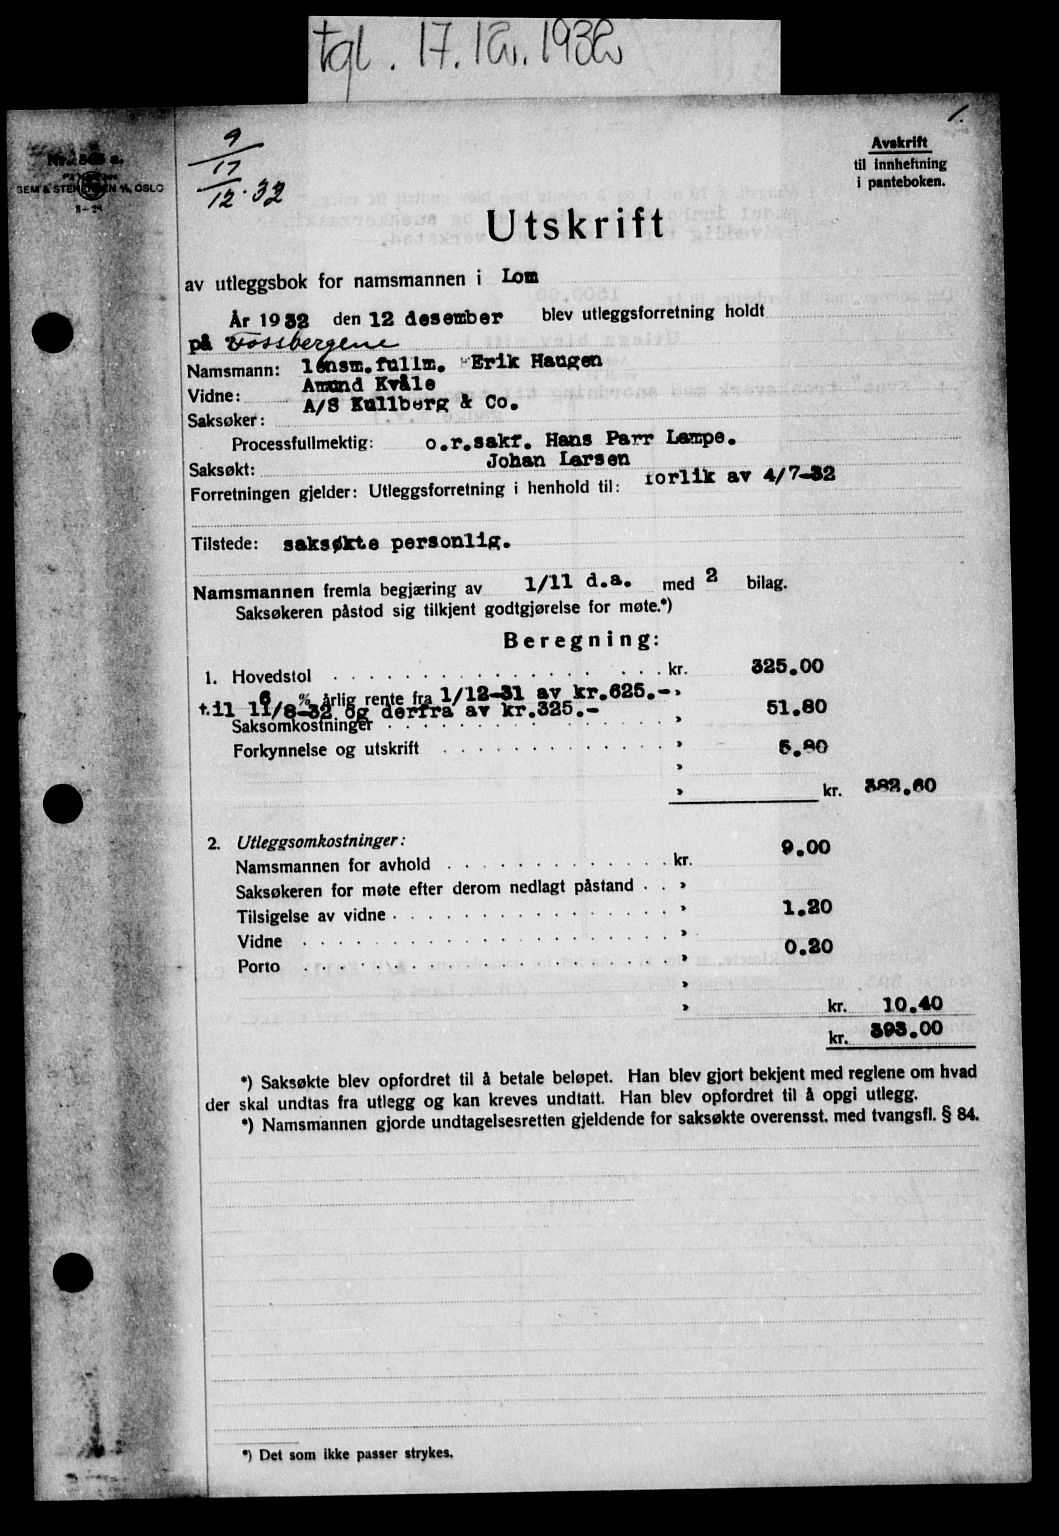 tgl. 17.12.1932
1.
Avskrift
til innheftning
i panteboken.
SEM & STENERSEN A/S, OSLO
9
17
12. 32
Utskrift
av utleggsbok for namsmannen i Lom
År 1932 den 12 desember blev utleggsforretning holdt
på Fossbergene
Namsmann: lensm.fullm. Erik Haugen
Vidne: Amund Kvåle
Saksøker: A/S Kullberg & Co.
Processfullmektig: o.r.sakf. Hans Parr Lampe.
Saksøkt: Johan Larsen
Forretningen gjelder: Utleggsforretning i henhold til: forlik av 4/7-32
Tilstede: saksøkte personlig.
Namsmannen fremla begjæring av 1/11 d.a. med 2 bilag.
Saksøkeren påstod sig tilkjent godtgjørelse for møte.*)
Beregning:
1. Hovedstol . . . kr. 325.00
6 % årlig rente fra 1/12-31 av kr.625.- »
til 11/8-32 og derfra av kr.325.- 51.80
Saksomkostninger . . . »
Forkynnelse og utskrift . . . » 5.80
»
» kr. 382.60
2. Utleggsomkostninger:
Namsmannen for avhold . . . kr. 9.00
Saksøkeren for møte efter derom nedlagt påstand . . »
Tilsigelse av vidne . . . » 1.20
Vidne . . . »
Porto . . . » 0.20
»
» kr. 10.40
kr. 393.00
*) Saksøkte blev opfordret til å betale beløpet. Han blev gjort bekjent med reglene om hvad
der skal undtas fra utlegg og kan kreves undtatt. Han blev opfordret til å opgi utlegg.
*) Namsmannen gjorde undtagelsesretten gjeldende for saksøkte overensst. med tvangsfl. § 84.
*) Det som ikke passer strykes.